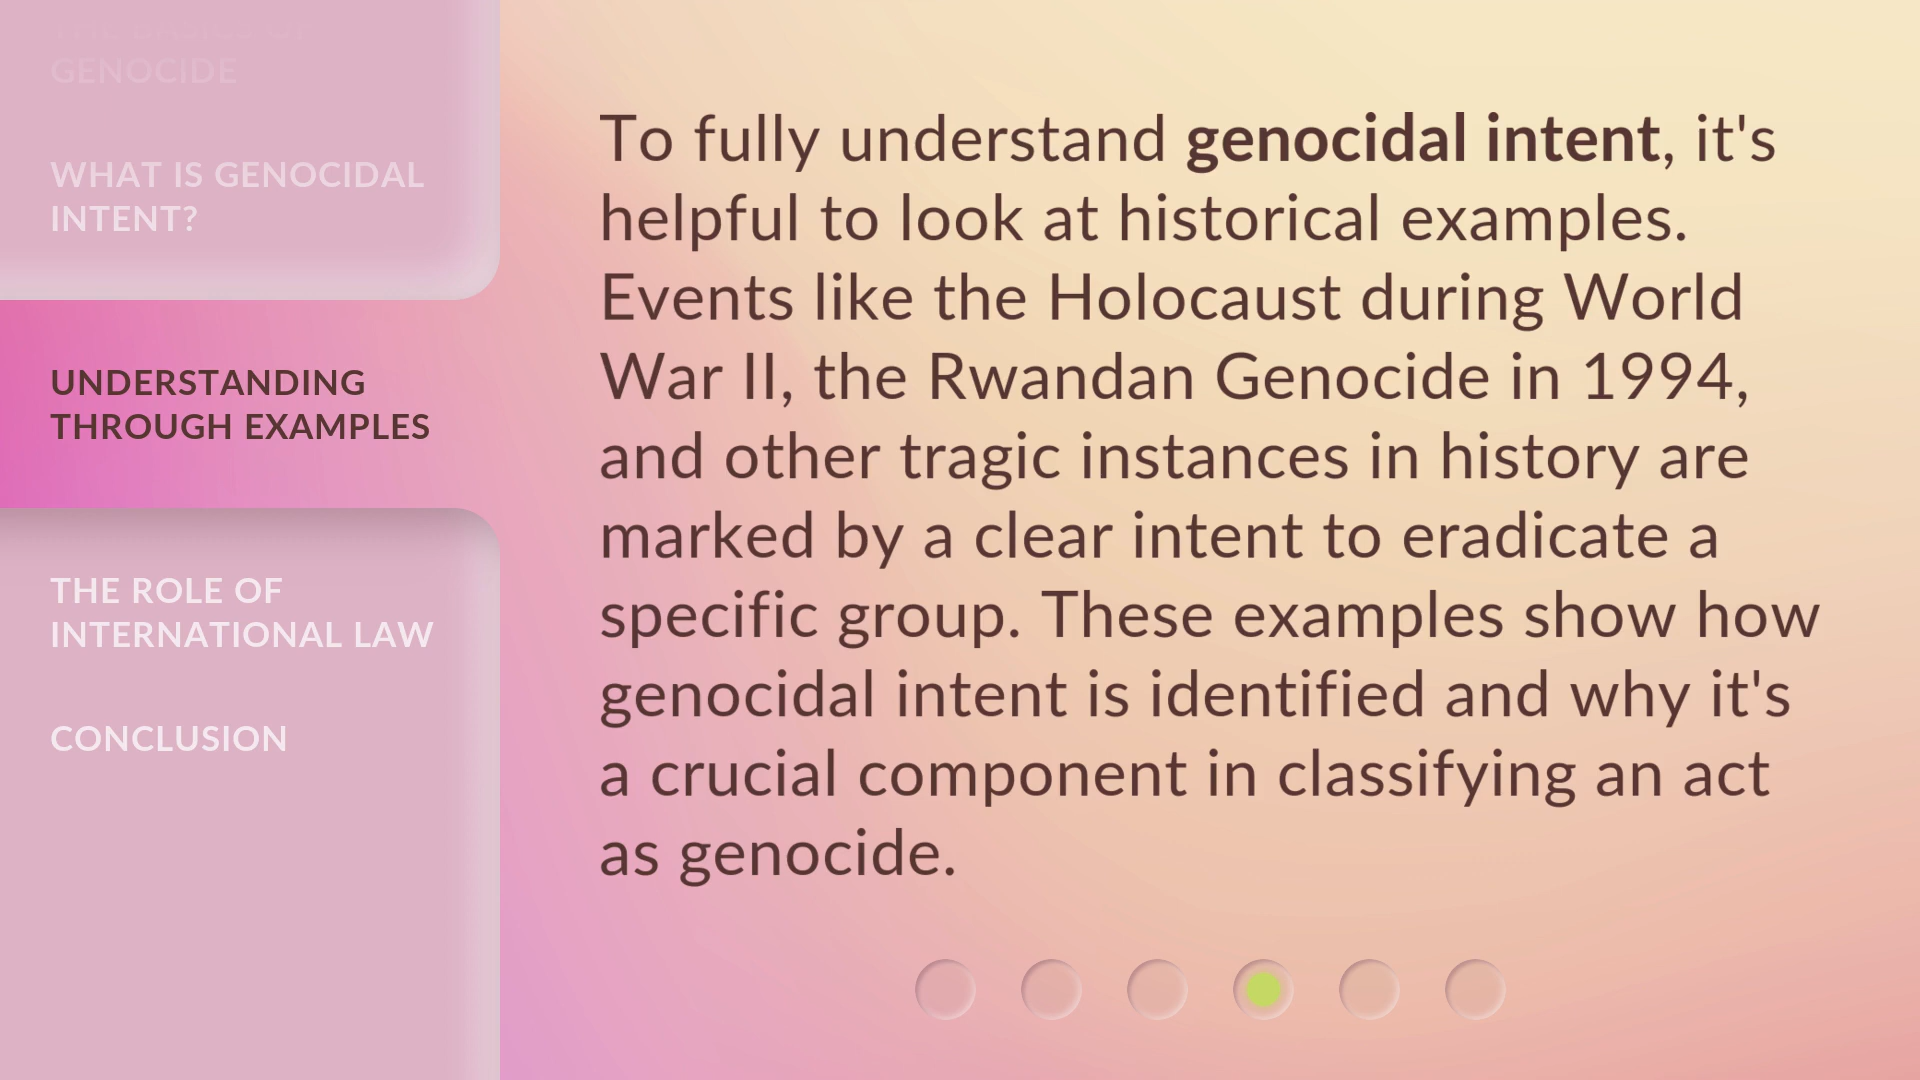 THE BASICS OF
GENOCIDE
WHAT IS GENOCIDAL
INTENT?
UNDERSTANDING
THROUGH EXAMPLES
THE ROLE OF
INTERNATIONAL LAW
CONCLUSION
To fully understand genocidal intent, it's
helpful to look at historical examples.
Events like the Holocaust during World
War II, the Rwandan Genocide in 1994,
and other tragic instances in history are
marked by a clear intent to eradicate a
specific group. These examples show how
genocidal intent is identified and why it's
a crucial component in classifying an act
as genocide.